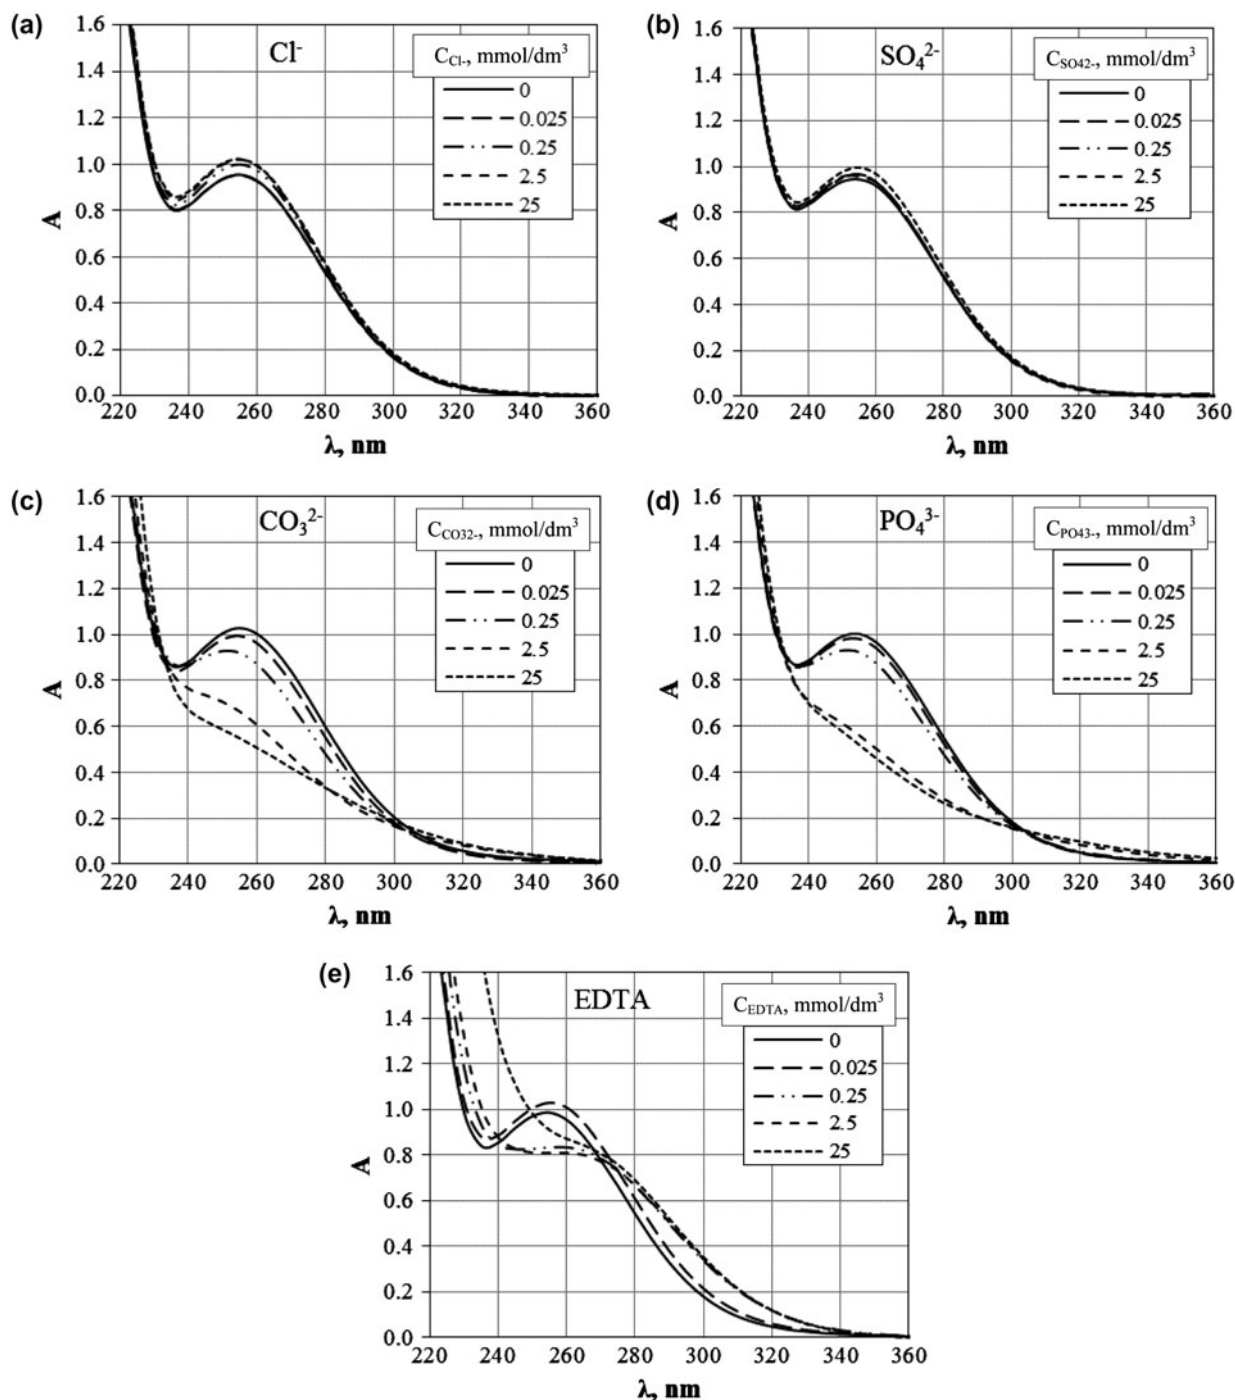 (a)
Cl⁻
C_Cl-, mmol/dm³
0
0.025
0.25
2.5
25
1.6
1.4
1.2
1.0
0.8
0.6
0.4
0.2
0.0
A
220 240 260 280 300 320 340 360
λ, nm
(b)
SO₄²⁻
C_SO42-, mmol/dm³
0
0.025
0.25
2.5
25
1.6
1.4
1.2
1.0
0.8
0.6
0.4
0.2
0.0
A
220 240 260 280 300 320 340 360
λ, nm
(c)
CO₃²⁻
C_CO32-, mmol/dm³
0
0.025
0.25
2.5
25
1.6
1.4
1.2
1.0
0.8
0.6
0.4
0.2
0.0
A
220 240 260 280 300 320 340 360
λ, nm
(d)
PO₄³⁻
C_PO43-, mmol/dm³
0
0.025
0.25
2.5
25
1.6
1.4
1.2
1.0
0.8
0.6
0.4
0.2
0.0
A
220 240 260 280 300 320 340 360
λ, nm
(e)
EDTA
C_EDTA, mmol/dm³
0
0.025
0.25
2.5
25
1.6
1.4
1.2
1.0
0.8
0.6
0.4
0.2
0.0
A
220 240 260 280 300 320 340 360
λ, nm